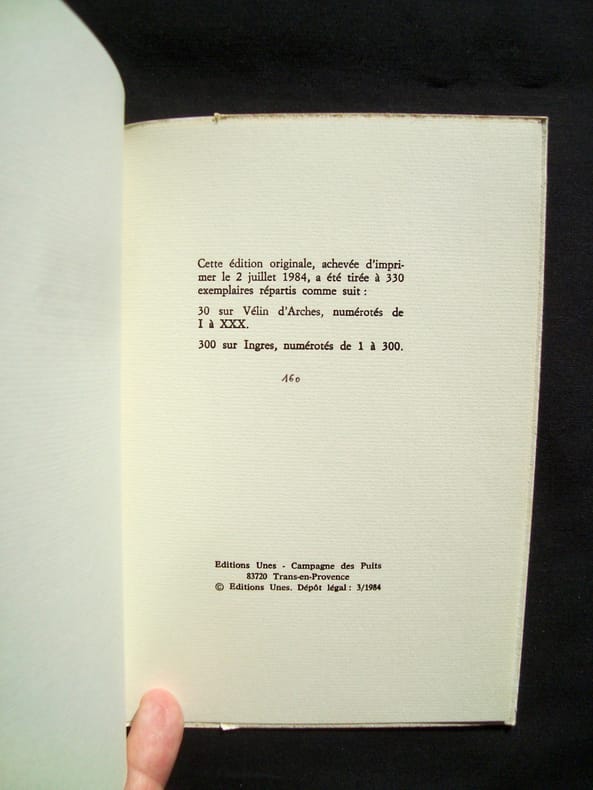 Cette édition originale, achevée d'impri-
mer le 2 juillet 1984, a été tirée à 330
exemplaires répartis comme suit :
30 sur Vélin d'Arches, numérotés de
I à XXX.
300 sur Ingres, numérotés de 1 à 300.
160
Editions Unes - Campagne des Puits
83720 Trans-en-Provence
© Editions Unes. Dépôt légal : 3/1984